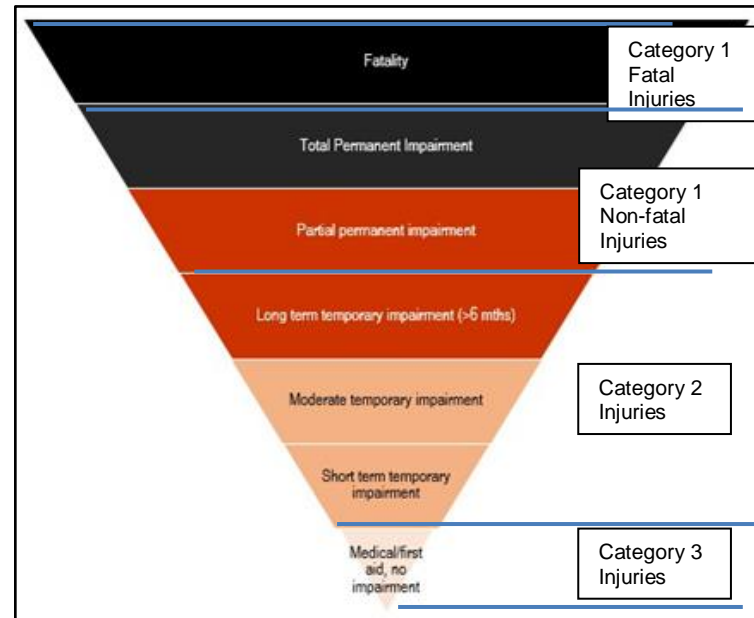 Fatality
Category 1
Fatal
Injuries
Total Permanent Impairment
Partial permanent impairment
Category 1
Non-fatal
Injuries
Long term temporary impairment (>6 mths)
Moderate temporary impairment
Category 2
Injuries
Short term temporary
impairment
Medical/first
aid, no
impairment
Category 3
Injuries